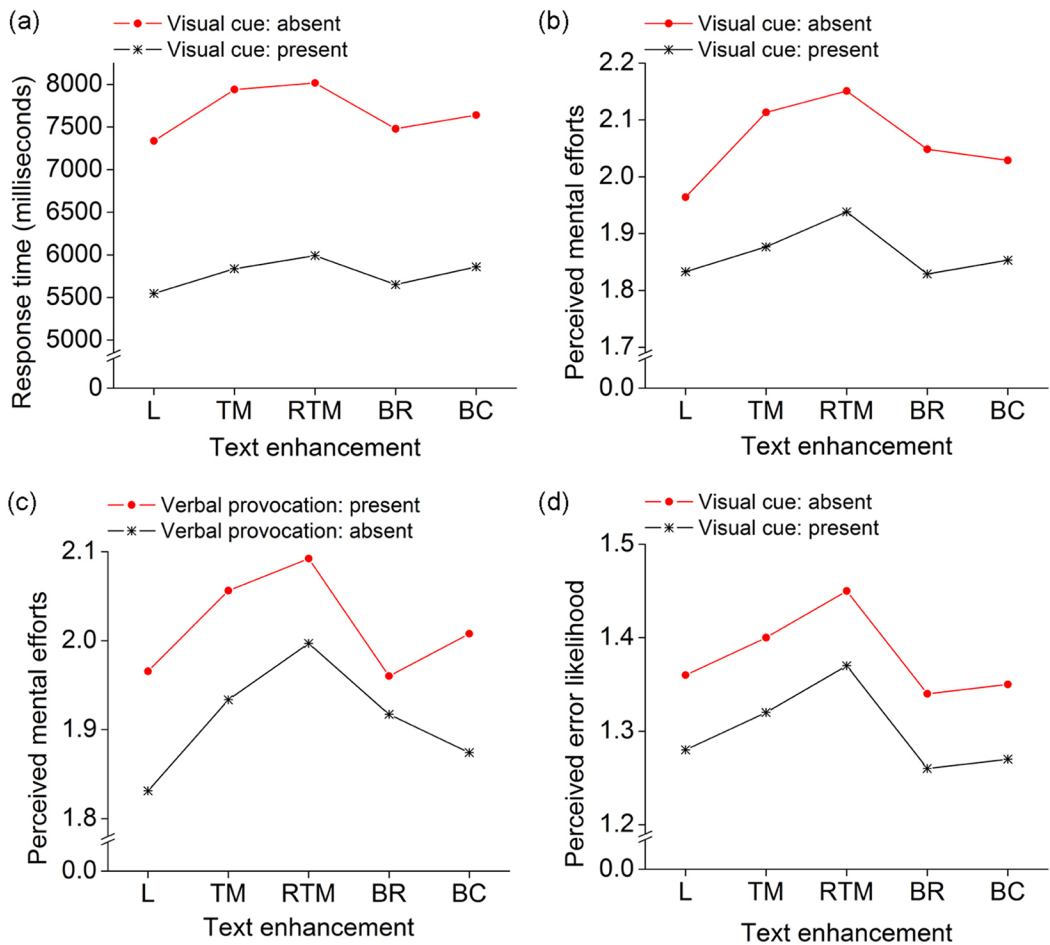 (a)
Visual cue: absent
Visual cue: present
Response time (milliseconds)
8000
7500
7000
6500
6000
5500
5000
0
L TM RTM BR BC
Text enhancement
(b)
Visual cue: absent
Visual cue: present
Perceived mental efforts
2.2
2.1
2.0
1.9
1.8
1.7
0.0
L TM RTM BR BC
Text enhancement
(c)
Verbal provocation: present
Verbal provocation: absent
Perceived mental efforts
2.1
2.0
1.9
1.8
0.0
L TM RTM BR BC
Text enhancement
(d)
Visual cue: absent
Visual cue: present
Perceived error likelihood
1.5
1.4
1.3
1.2
0.0
L TM RTM BR BC
Text enhancement